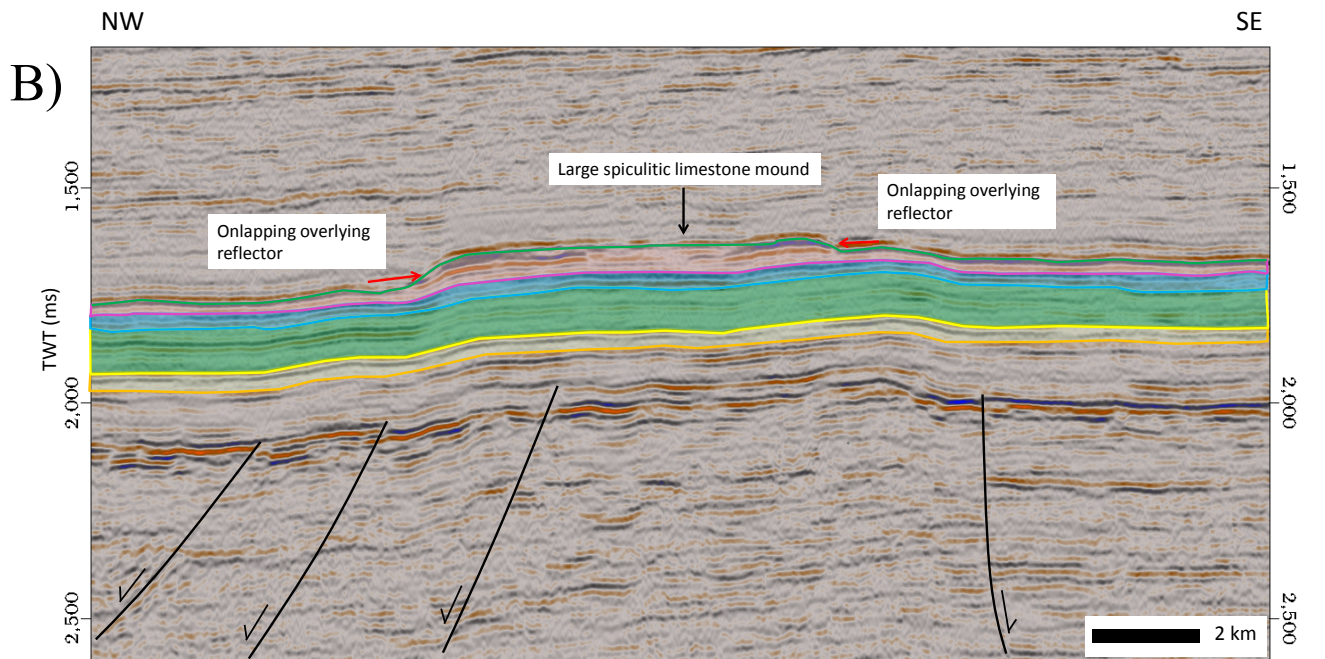 NW
SE
B)
Large spiculitic limestone mound
Onlapping overlying
reflector
Onlapping overlying
reflector
1,500
1,500
TWT (ms)
2,000
2,000
2,500
2,500
2 km